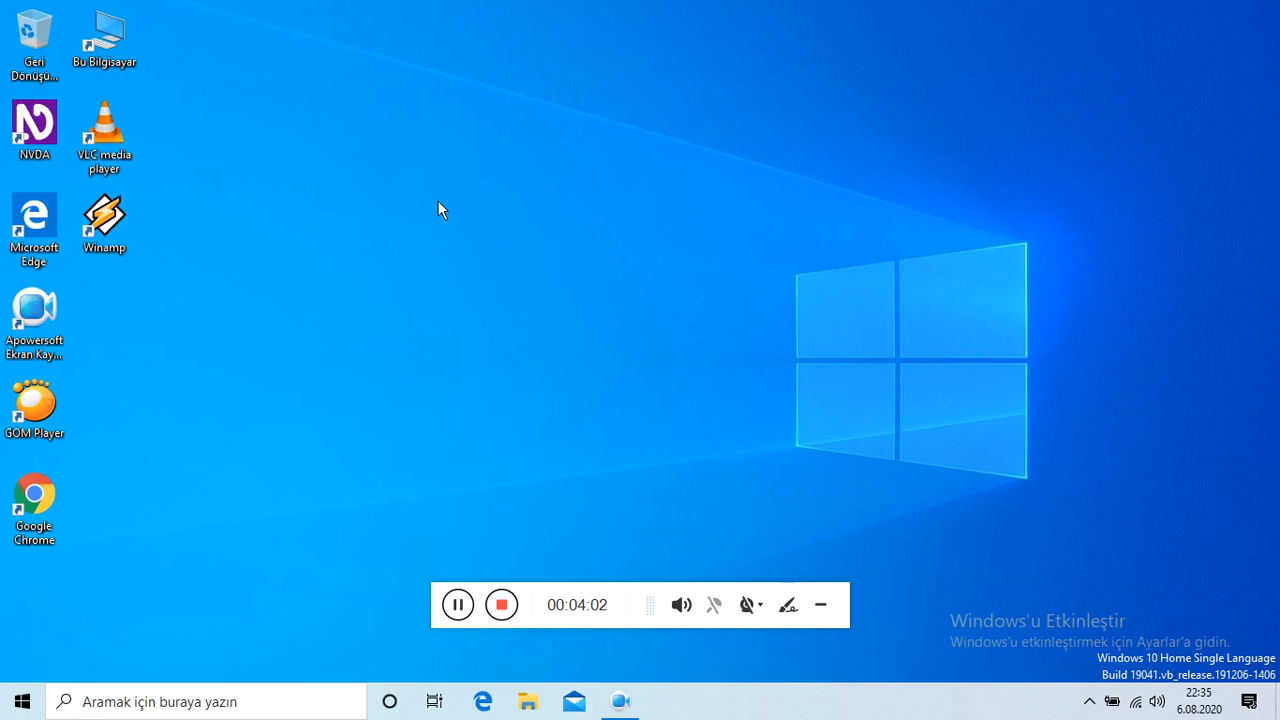 Geri
Dönüşü...
Bu Bilgisayar
NVDA
VLC media
player
Microsoft
Edge
Winamp
Apowersoft
Ekran Kay...
GOM Player
Google
Chrome
00:04:02
Windows'u Etkinleştir
Windows'u etkinleştirmek için Ayarlar'a gidin.
Windows 10 Home Single Language
Build 19041.vb_release.191206-1406
Aramak için buraya yazın
22:35
6.08.2020